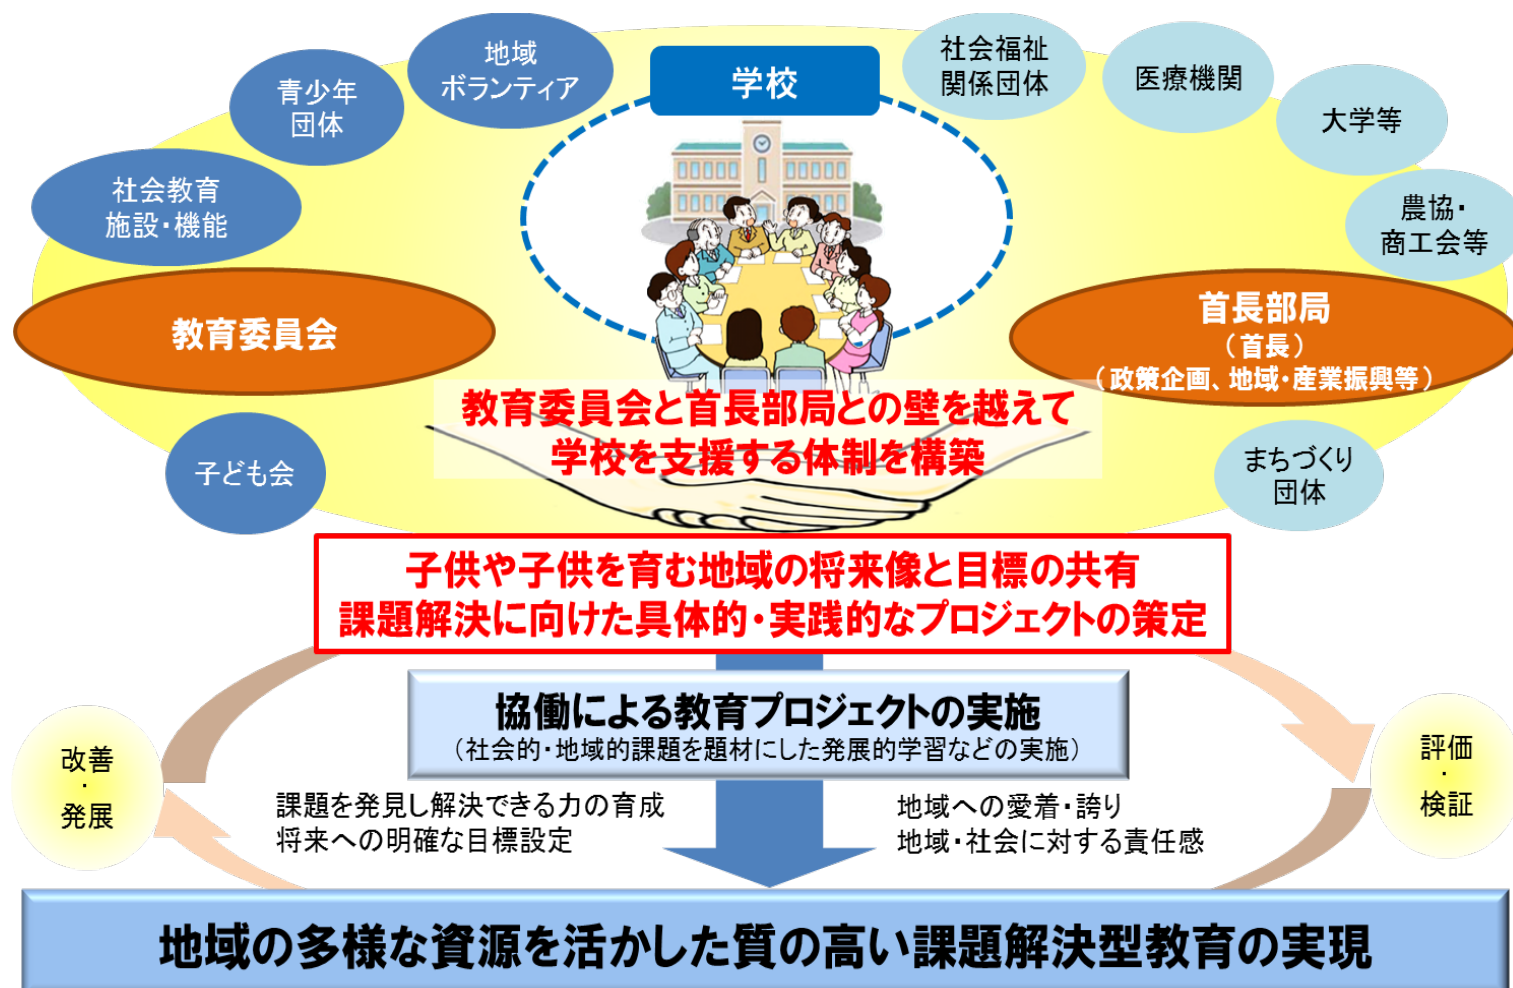 学校
地域
ボランティア
青少年
団体
社会教育
施設・機能
教育委員会
子ども会
社会福祉
関係団体
医療機関
大学等
農協・
商工会等
首長部局
（首長）
（政策企画、地域・産業振興等）
まちづくり
団体
教育委員会と首長部局との壁を越えて
学校を支援する体制を構築
子供や子供を育む地域の将来像と目標の共有
課題解決に向けた具体的・実践的なプロジェクトの策定
協働による教育プロジェクトの実施
（社会的・地域的課題を題材にした発展的学習などの実施）
改善
・
発展
課題を発見し解決できる力の育成
将来への明確な目標設定
地域への愛着・誇り
地域・社会に対する責任感
評価
・
検証
地域の多様な資源を活かした質の高い課題解決型教育の実現